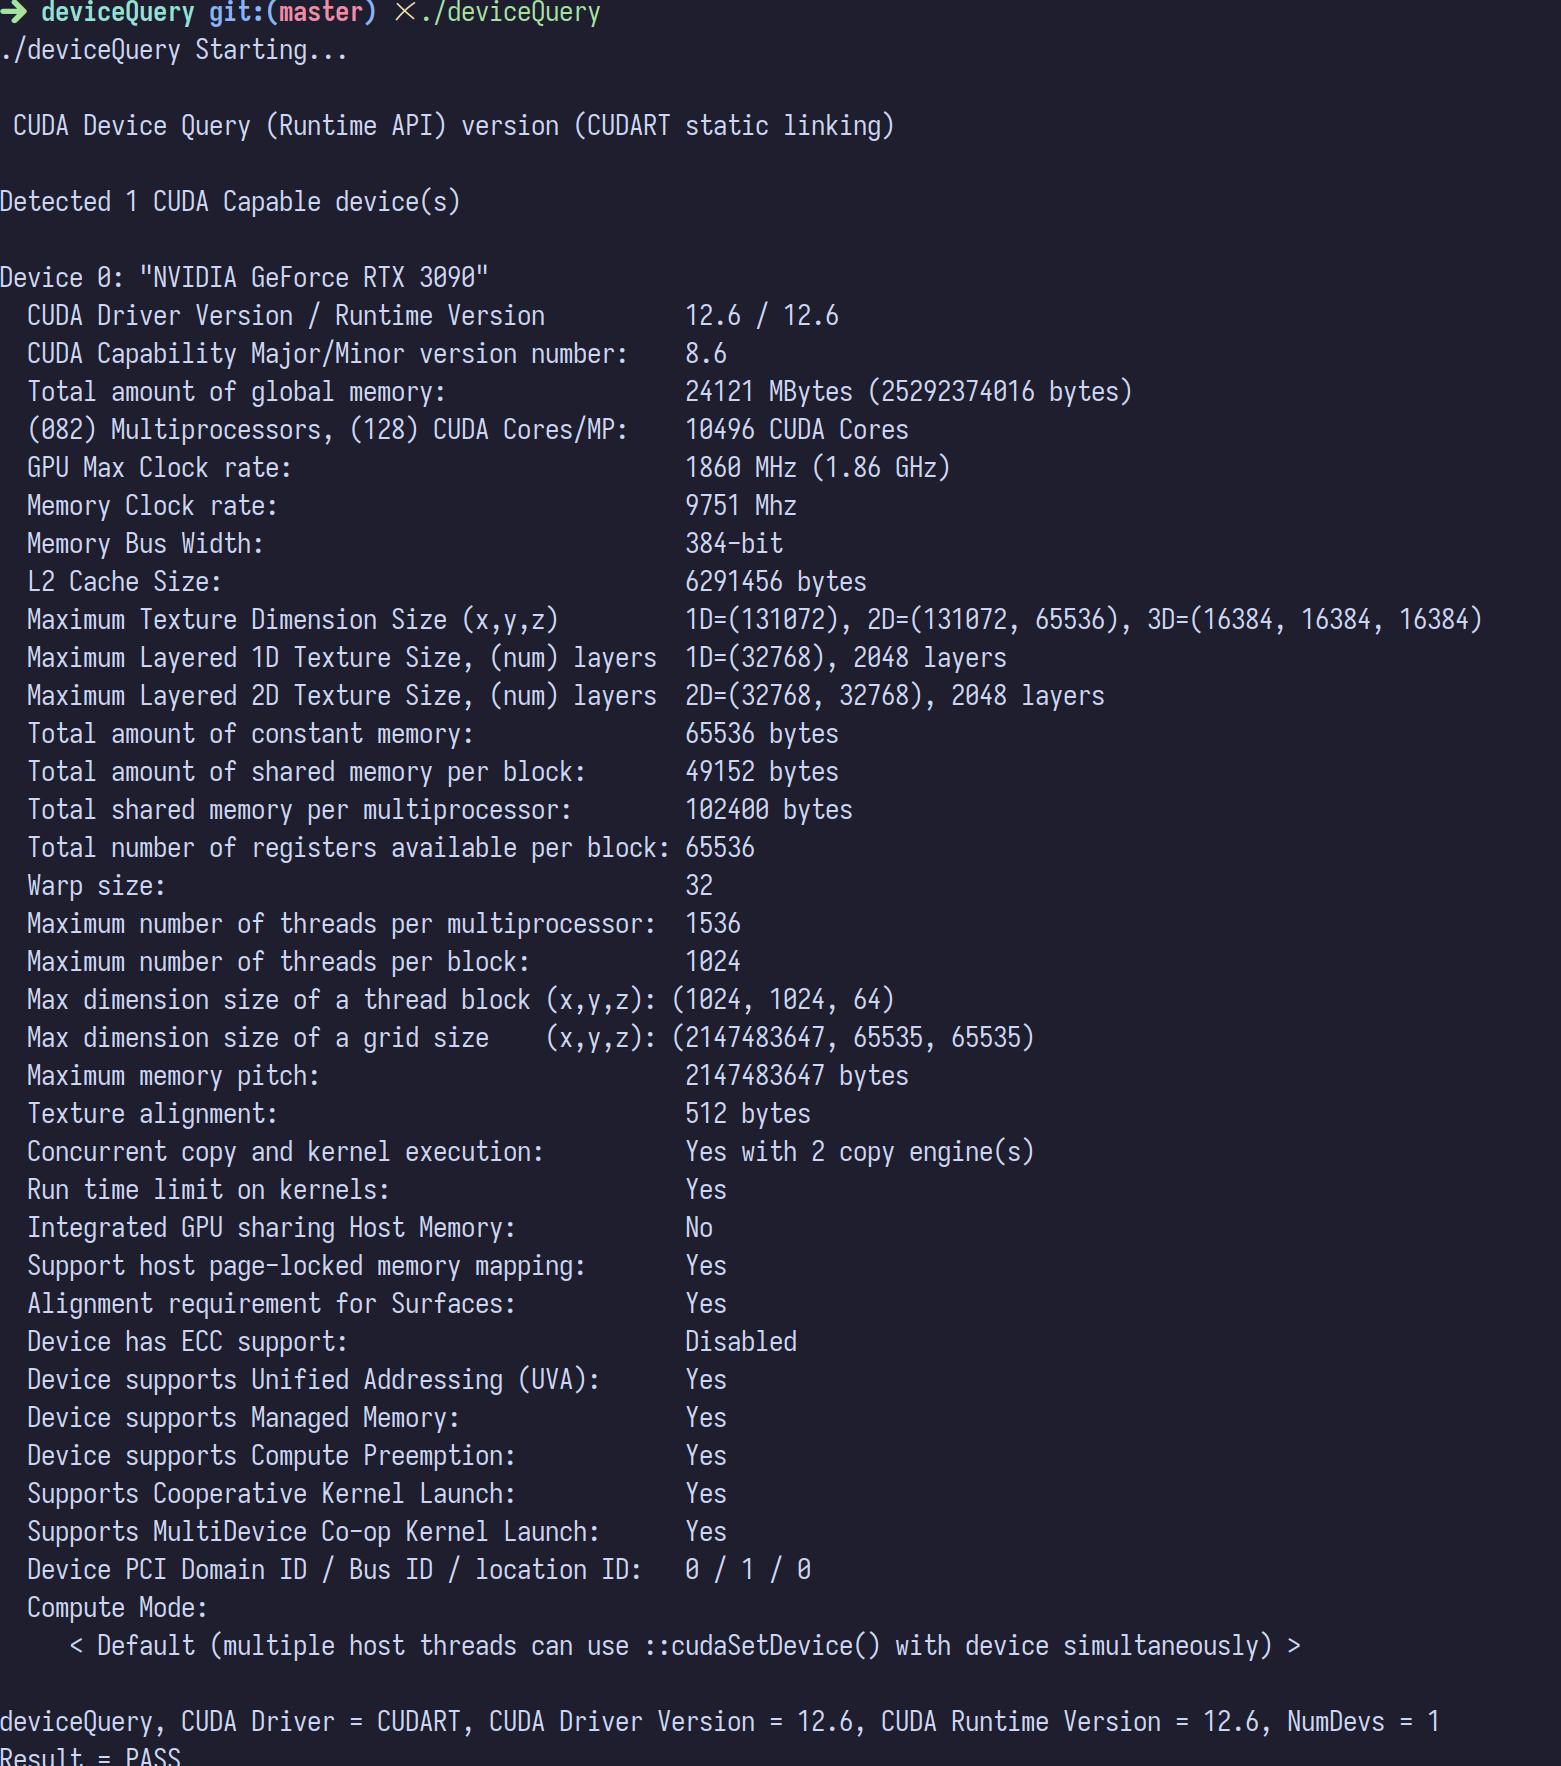 ➜ deviceQuery git:(master) ✗./deviceQuery
./deviceQuery Starting...
CUDA Device Query (Runtime API) version (CUDART static linking)
Detected 1 CUDA Capable device(s)
Device 0: "NVIDIA GeForce RTX 3090"
CUDA Driver Version / Runtime Version 12.6 / 12.6
CUDA Capability Major/Minor version number: 8.6
Total amount of global memory: 24121 MBytes (25292374016 bytes)
(082) Multiprocessors, (128) CUDA Cores/MP: 10496 CUDA Cores
GPU Max Clock rate: 1860 MHz (1.86 GHz)
Memory Clock rate: 9751 Mhz
Memory Bus Width: 384-bit
L2 Cache Size: 6291456 bytes
Maximum Texture Dimension Size (x,y,z) 1D=(131072), 2D=(131072, 65536), 3D=(16384, 16384, 16384)
Maximum Layered 1D Texture Size, (num) layers 1D=(32768), 2048 layers
Maximum Layered 2D Texture Size, (num) layers 2D=(32768, 32768), 2048 layers
Total amount of constant memory: 65536 bytes
Total amount of shared memory per block: 49152 bytes
Total shared memory per multiprocessor: 102400 bytes
Total number of registers available per block: 65536
Warp size: 32
Maximum number of threads per multiprocessor: 1536
Maximum number of threads per block: 1024
Max dimension size of a thread block (x,y,z): (1024, 1024, 64)
Max dimension size of a grid size (x,y,z): (2147483647, 65535, 65535)
Maximum memory pitch: 2147483647 bytes
Texture alignment: 512 bytes
Concurrent copy and kernel execution: Yes with 2 copy engine(s)
Run time limit on kernels: Yes
Integrated GPU sharing Host Memory: No
Support host page-locked memory mapping: Yes
Alignment requirement for Surfaces: Yes
Device has ECC support: Disabled
Device supports Unified Addressing (UVA): Yes
Device supports Managed Memory: Yes
Device supports Compute Preemption: Yes
Supports Cooperative Kernel Launch: Yes
Supports MultiDevice Co-op Kernel Launch: Yes
Device PCI Domain ID / Bus ID / location ID: 0 / 1 / 0
Compute Mode:
< Default (multiple host threads can use ::cudaSetDevice() with device simultaneously) >
deviceQuery, CUDA Driver = CUDART, CUDA Driver Version = 12.6, CUDA Runtime Version = 12.6, NumDevs = 1
Result = PASS